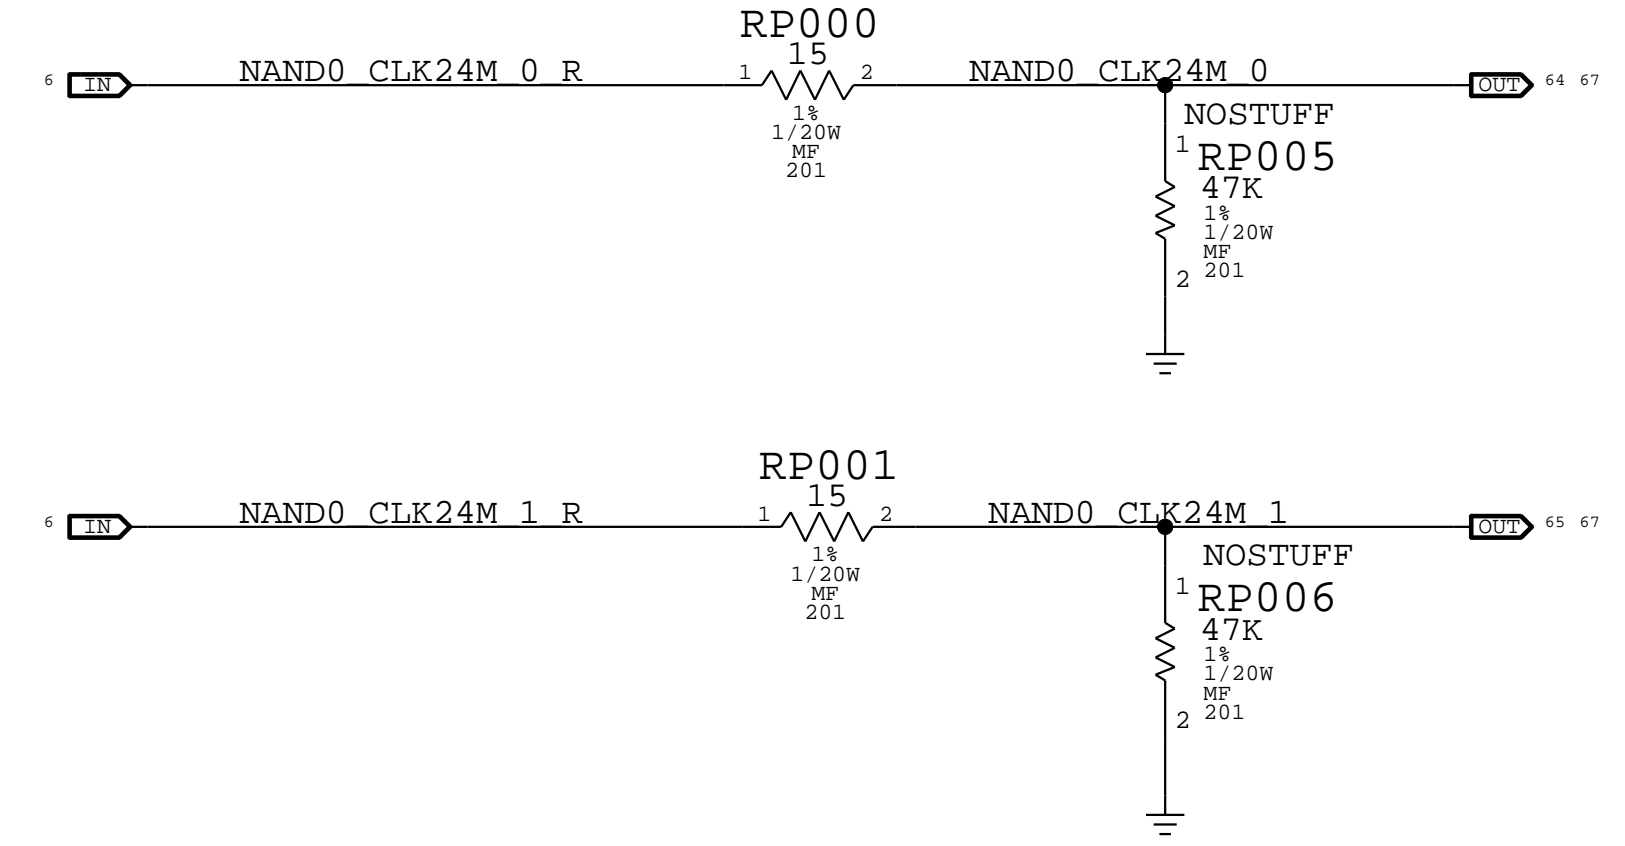 RP000
15
6 IN NAND0_CLK24M_0_R 1 2 NAND0_CLK24M_0 OUT 64 67
1%
1/20W
MF
201
NOSTUFF
1 RP005
47K
1%
1/20W
MF
201
2
RP001
15
6 IN NAND0_CLK24M_1_R 1 2 NAND0_CLK24M_1 OUT 65 67
1%
1/20W
MF
201
NOSTUFF
1 RP006
47K
1%
1/20W
MF
201
2